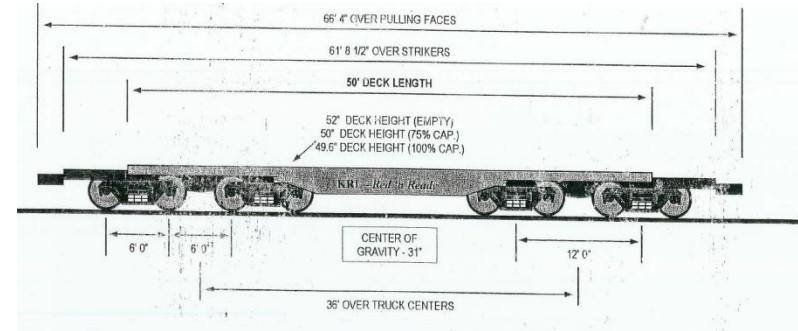 66' 4" OVER PULLING FACES
61' 8 1/2" OVER STRIKERS
50' DECK LENGTH
52" DECK HEIGHT (EMPTY)
50" DECK HEIGHT (75% CAP.)
49.6" DECK HEIGHT (100% CAP.)
KRL - Red 'n Ready
6' 0"
6' 0"
CENTER OF
GRAVITY - 31"
12' 0"
36' OVER TRUCK CENTERS